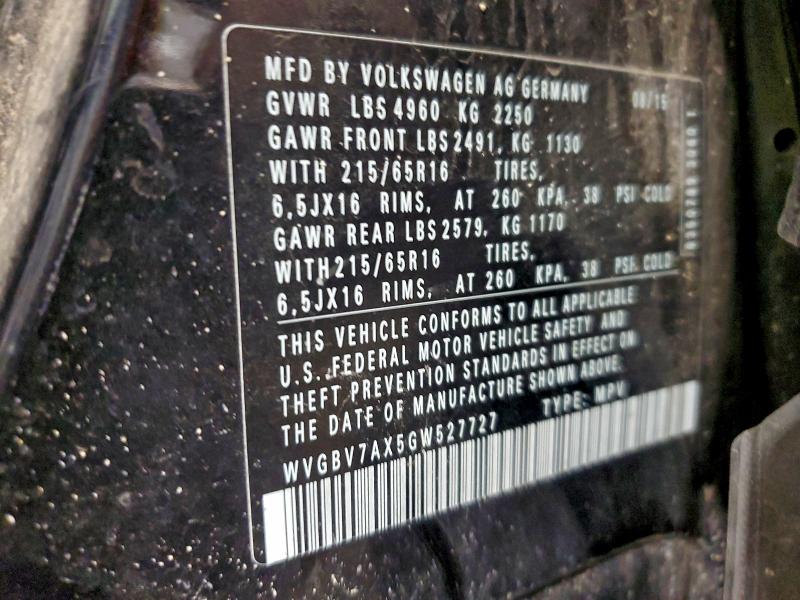 MFD BY VOLKSWAGEN AG GERMANY
GVWR LBS 4960 KG 2250
GAWR FRONT LBS 2491, KG 1130
WITH 215/65R16 TIRES,
6,5JX16 RIMS, AT 260 KPA, 38 PSI COLD
GAWR REAR LBS 2579, KG 1170
WITH 215/65R16 TIRES,
6,5JX16 RIMS, AT 260 KPA, 38 PSI COLD
THIS VEHICLE CONFORMS TO ALL APPLICABLE
U.S. FEDERAL MOTOR VEHICLE SAFETY AND
THEFT PREVENTION STANDARDS IN EFFECT ON
THE DATE OF MANUFACTURE SHOWN ABOVE.
WVGBV7AX5GW527727 TYPE: MPV